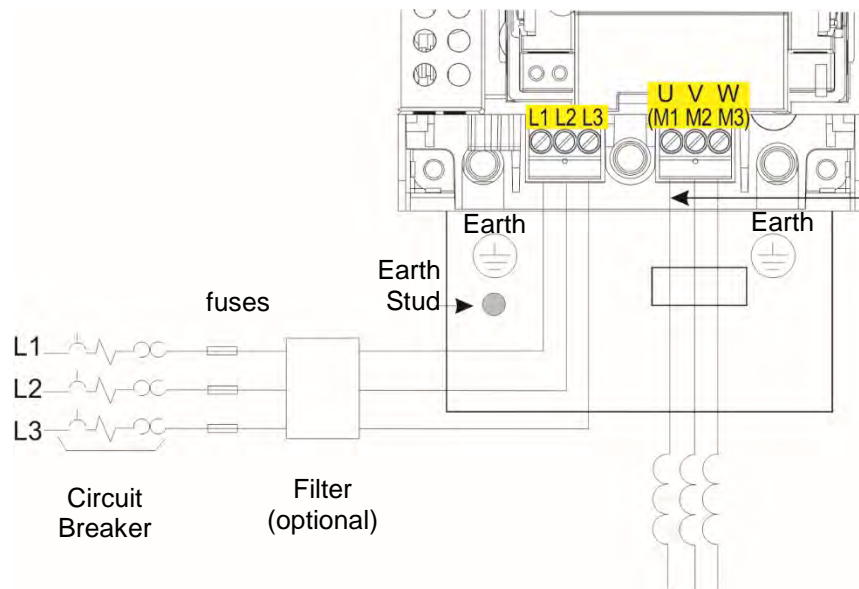 U V W
L1 L2 L3
(M1 M2 M3)
Earth
Earth
Earth
Stud
fuses
L1
L2
L3
Circuit
Breaker
Filter
(optional)